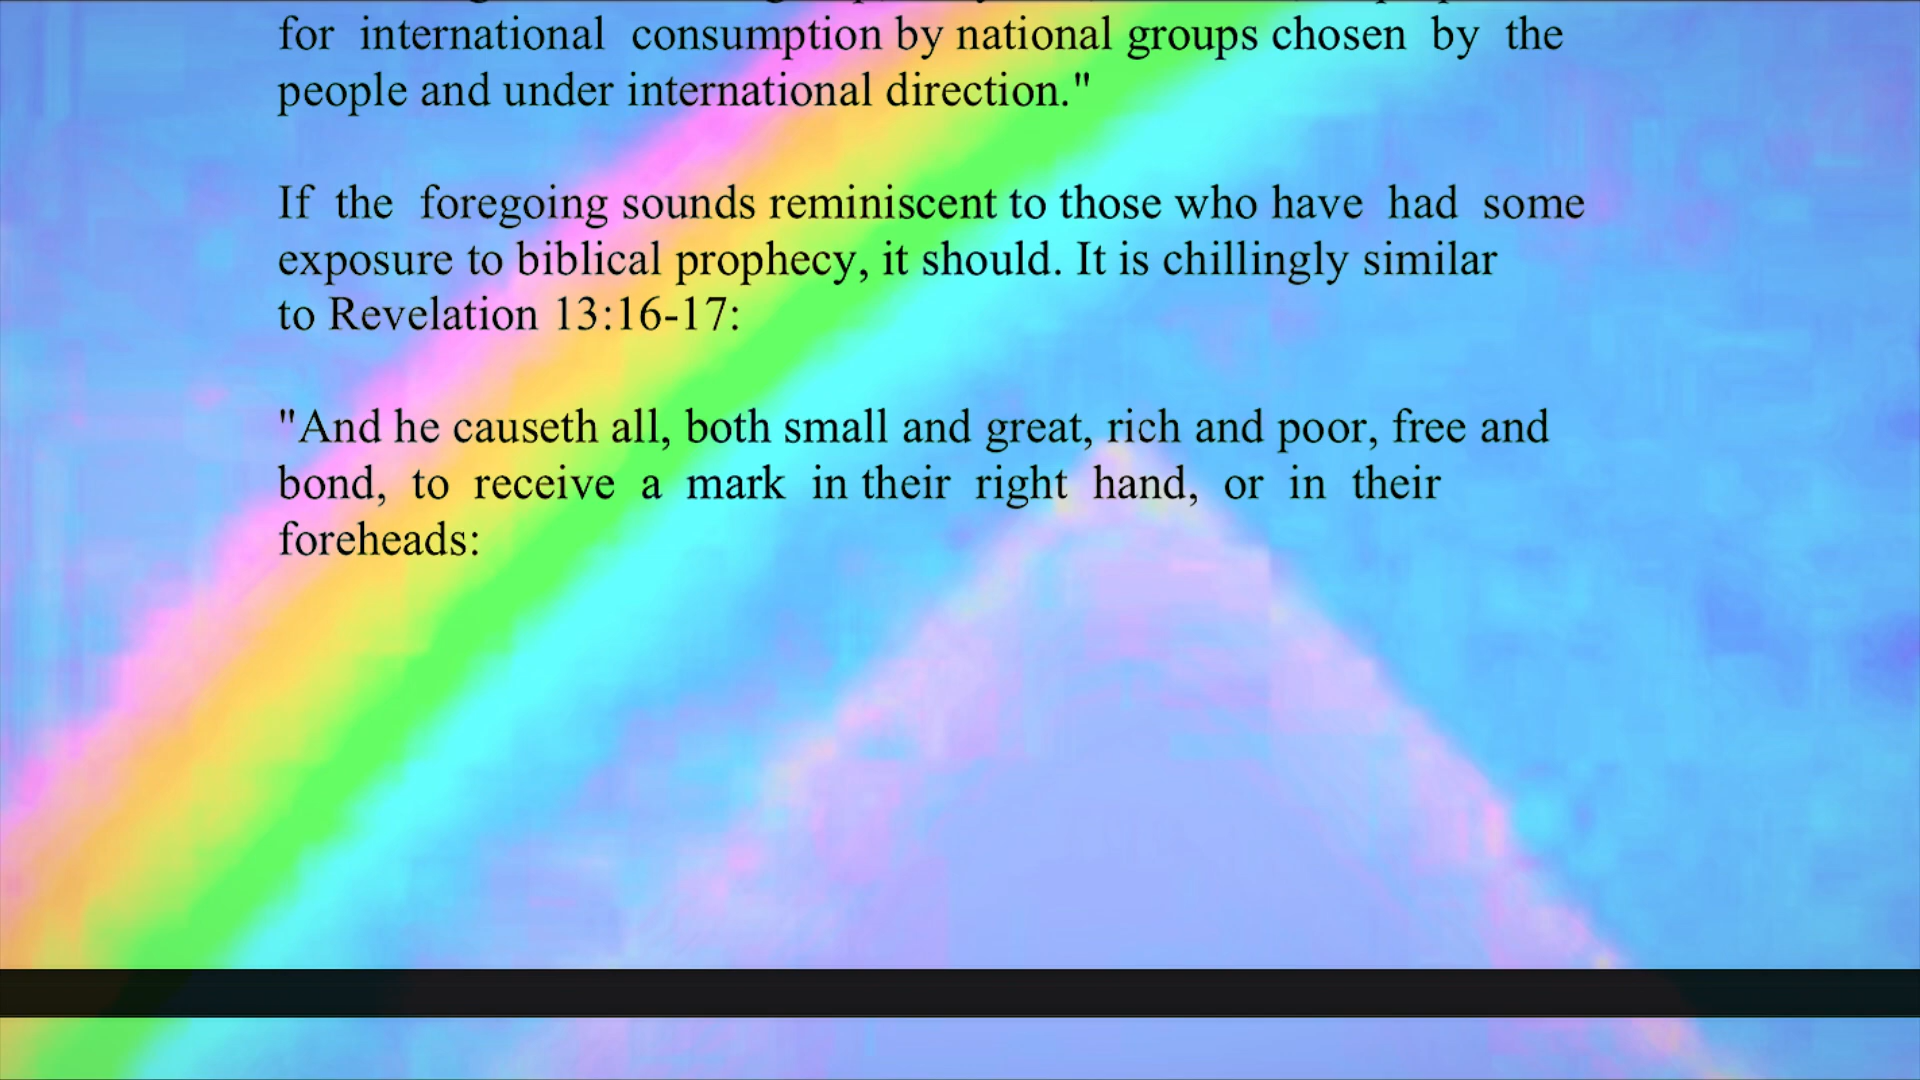 for international consumption by national groups chosen by the
people and under international direction."
If the foregoing sounds reminiscent to those who have had some
exposure to biblical prophecy, it should. It is chillingly similar
to Revelation 13:16-17:
"And he causeth all, both small and great, rich and poor, free and
bond, to receive a mark in their right hand, or in their
foreheads: